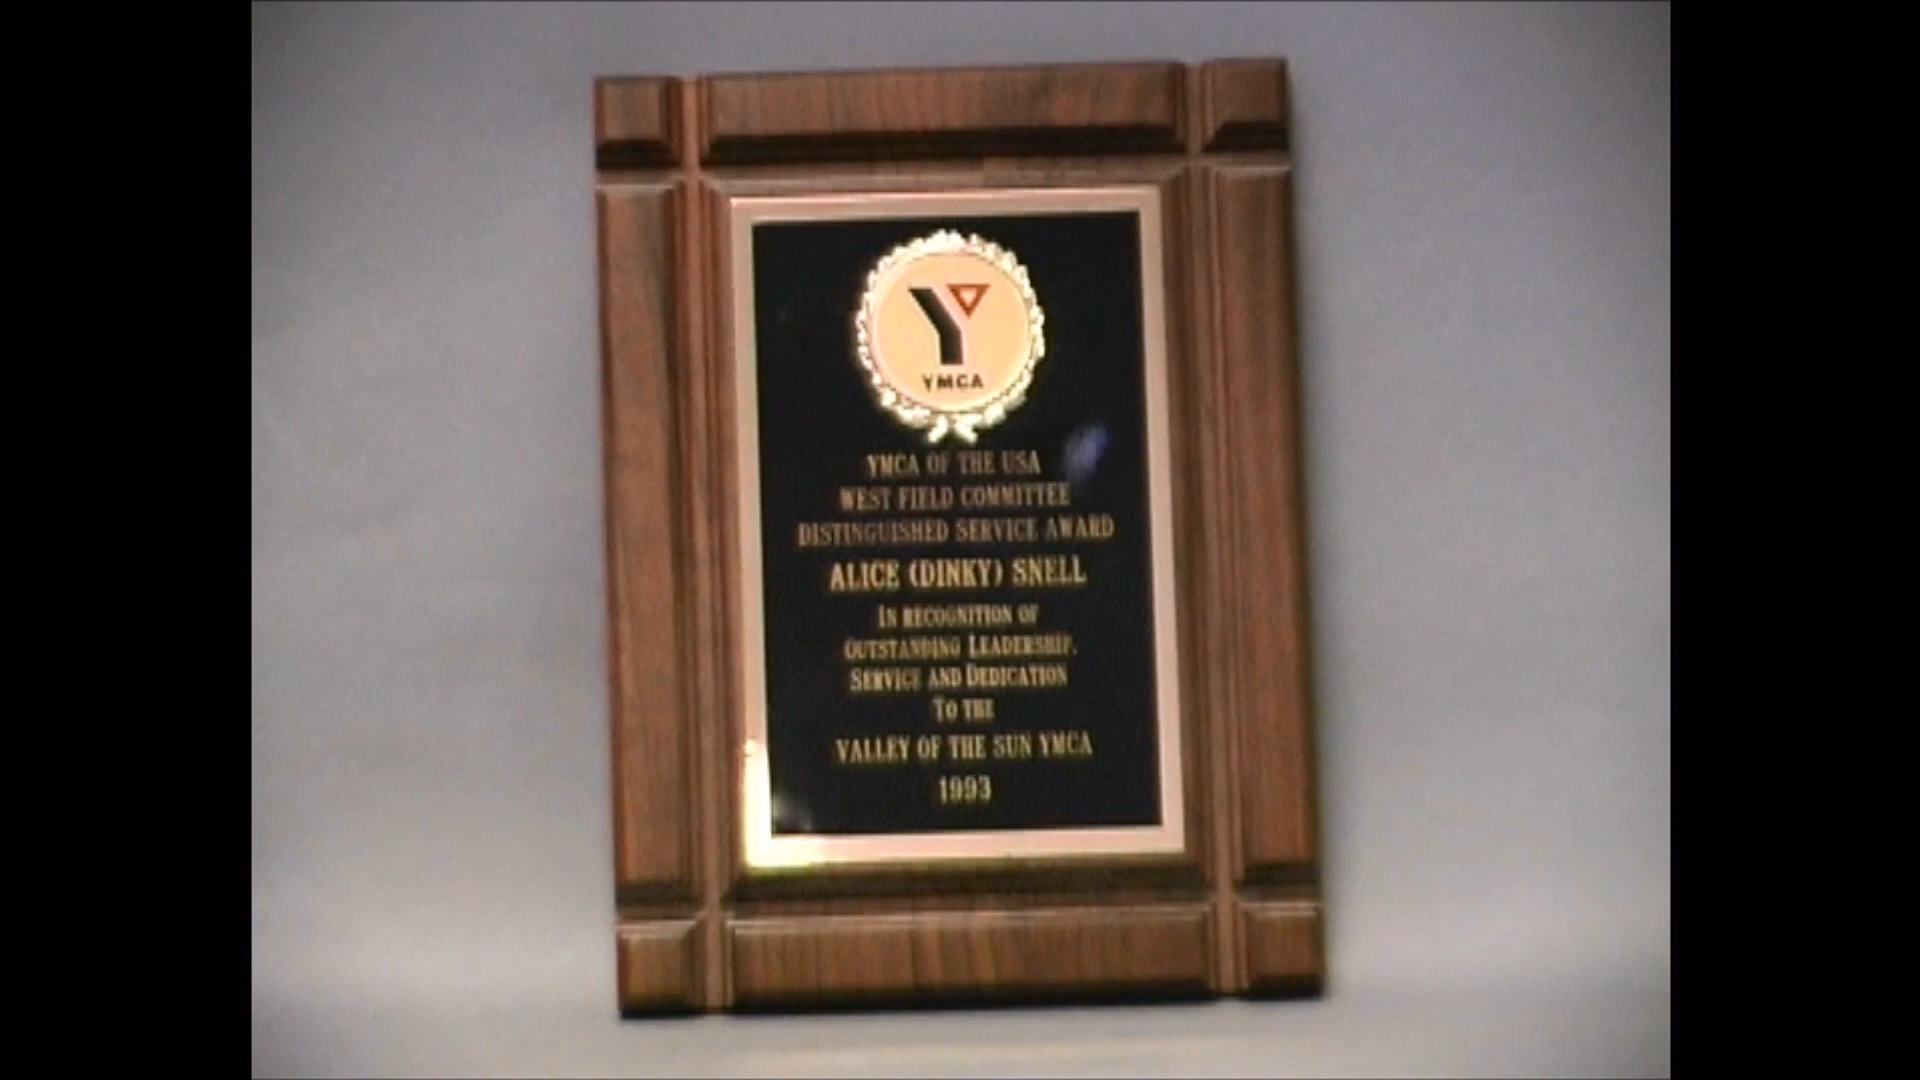 YMCA
YMCA OF THE USA
WEST FIELD COMMITTEE
DISTINGUISHED SERVICE AWARD
ALICE (DINKY) SNELL
IN RECOGNITION OF
OUTSTANDING LEADERSHIP,
SERVICE AND DEDICATION
TO THE
VALLEY OF THE SUN YMCA
1993